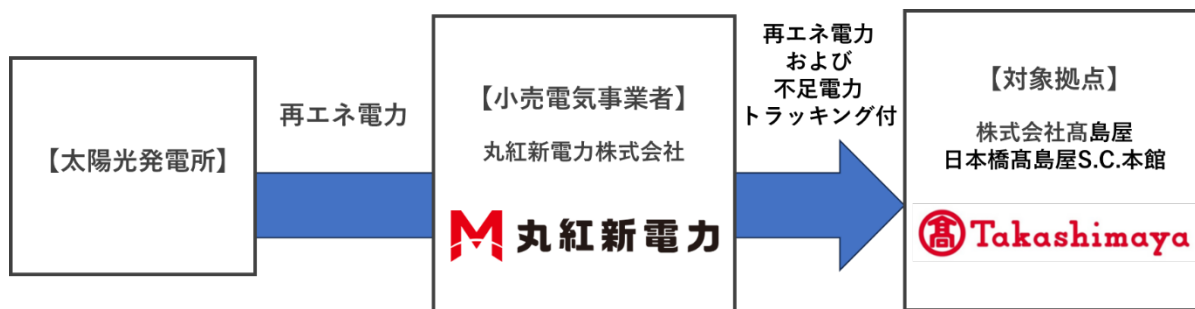 【太陽光発電所】
再エネ電力
【小売電気事業者】
丸紅新電力株式会社
丸紅新電力
再エネ電力
および
不足電力
トラッキング付
【対象拠点】
株式会社髙島屋
日本橋髙島屋S.C.本館
髙 Takashimaya